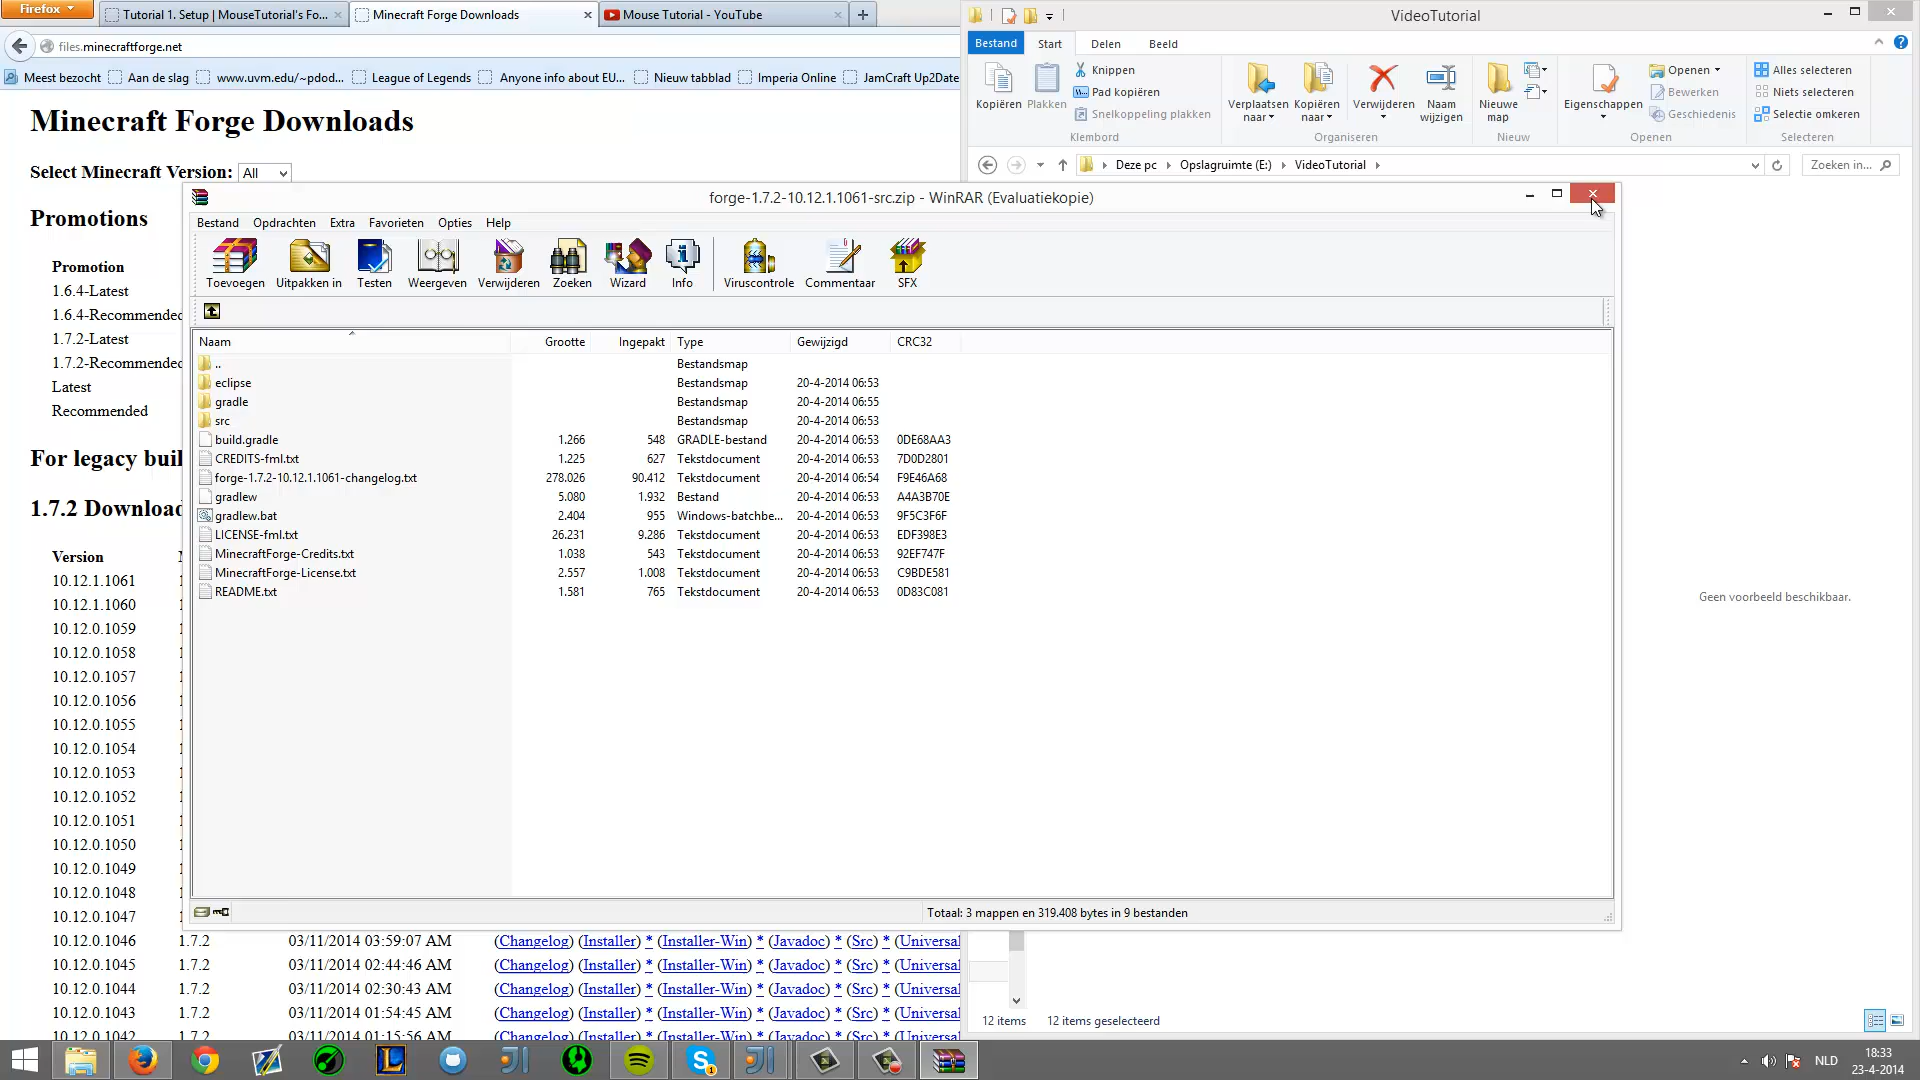 Firefox
Tutorial 1. Setup | MouseTutorial's Fo...
Minecraft Forge Downloads
Mouse Tutorial - YouTube
files.minecraftforge.net
Meest bezocht
Aan de slag
www.uvm.edu/~pdod...
League of Legends
Anyone info about EU...
Nieuw tabblad
Imperia Online
JamCraft Up2Date
Minecraft Forge Downloads
Select Minecraft Version: All
Promotions
Promotion
1.6.4-Latest
1.6.4-Recommended
1.7.2-Latest
1.7.2-Recommended
Latest
Recommended
For legacy buil
1.7.2 Download
Version
10.12.1.1061
10.12.1.1060
10.12.0.1059
10.12.0.1058
10.12.0.1057
10.12.0.1056
10.12.0.1055
10.12.0.1054
10.12.0.1053
10.12.0.1052
10.12.0.1051
10.12.0.1050
10.12.0.1049
10.12.0.1048
10.12.0.1047
10.12.0.1046 1.7.2 03/11/2014 03:59:07 AM (Changelog) (Installer) * (Installer-Win) * (Javadoc) * (Src) * (Universal
10.12.0.1045 1.7.2 03/11/2014 02:44:46 AM (Changelog) (Installer) * (Installer-Win) * (Javadoc) * (Src) * (Universal
10.12.0.1044 1.7.2 03/11/2014 02:30:43 AM (Changelog) (Installer) * (Installer-Win) * (Javadoc) * (Src) * (Universal
10.12.0.1043 1.7.2 03/11/2014 01:54:45 AM (Changelog) (Installer) * (Installer-Win) * (Javadoc) * (Src) * (Universal
10.12.0.1042 1.7.2 03/11/2014 01:15:56 AM (Changelog) (Installer) * (Installer-Win) * (Javadoc) * (Src) * (Universal
VideoTutorial
Bestand Start Delen Beeld
Kopiëren
Plakken
Knippen
Pad kopiëren
Snelkoppeling plakken
Klembord
Verplaatsen naar
Kopiëren naar
Verwijderen
Naam wijzigen
Organiseren
Nieuwe map
Nieuw
Eigenschappen
Openen
Bewerken
Geschiedenis
Openen
Alles selecteren
Niets selecteren
Selectie omkeren
Selecteren
Deze pc
Opslagruimte (E:)
VideoTutorial
Zoeken in...
Geen voorbeeld beschikbaar.
12 items
12 items geselecteerd
forge-1.7.2-10.12.1.1061-src.zip - WinRAR (Evaluatiekopie)
Bestand Opdrachten Extra Favorieten Opties Help
Toevoegen Uitpakken in Testen Weergeven Verwijderen Zoeken Wizard Info Viruscontrole Commentaar SFX
Naam Grootte Ingepakt Type Gewijzigd CRC32
.. Bestandsmap
eclipse Bestandsmap 20-4-2014 06:53
gradle Bestandsmap 20-4-2014 06:55
src Bestandsmap 20-4-2014 06:53
build.gradle 1.266 548 GRADLE-bestand 20-4-2014 06:53 0DE68AA3
CREDITS-fml.txt 1.225 627 Tekstdocument 20-4-2014 06:53 7D0D2801
forge-1.7.2-10.12.1.1061-changelog.txt 278.026 90.412 Tekstdocument 20-4-2014 06:54 F9E46A68
gradlew 5.080 1.932 Bestand 20-4-2014 06:53 A4A3B70E
gradlew.bat 2.404 955 Windows-batchbe... 20-4-2014 06:53 9F5C3F6F
LICENSE-fml.txt 26.231 9.286 Tekstdocument 20-4-2014 06:53 EDF398E3
MinecraftForge-Credits.txt 1.038 543 Tekstdocument 20-4-2014 06:53 92EF747F
MinecraftForge-License.txt 2.557 1.008 Tekstdocument 20-4-2014 06:53 C9BDE581
README.txt 1.581 765 Tekstdocument 20-4-2014 06:53 0D83C081
Totaal: 3 mappen en 319.408 bytes in 9 bestanden
NLD
18:33
23-4-2014